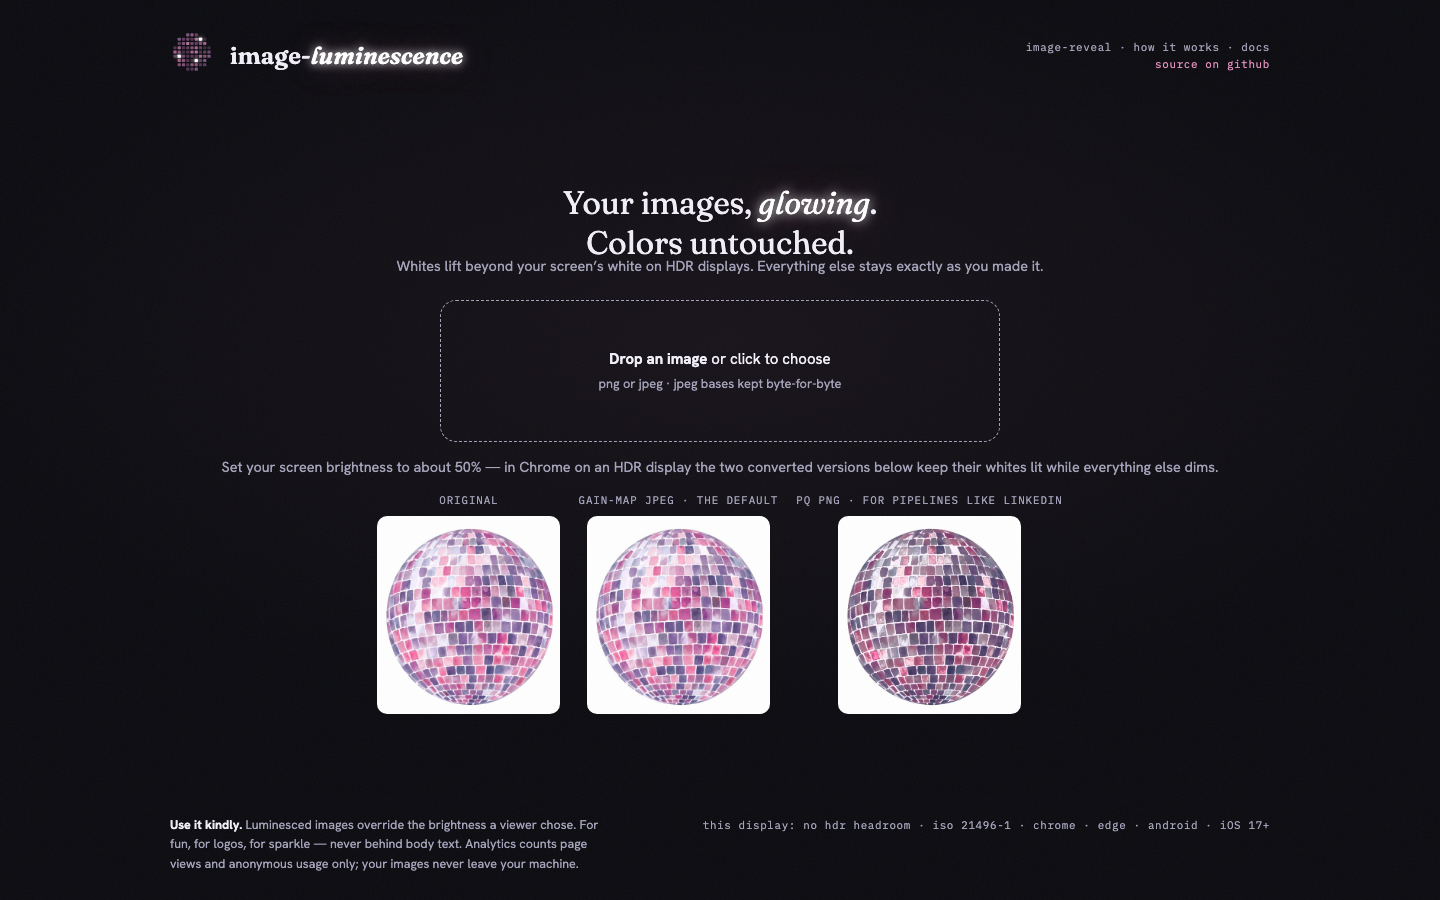 image-luminescence
image-reveal · how it works · docs
source on github
Your images, glowing.
Colors untouched.
Whites lift beyond your screen’s white on HDR displays. Everything else stays exactly as you made it.
Drop an image or click to choose
png or jpeg · jpeg bases kept byte-for-byte
Set your screen brightness to about 50% — in Chrome on an HDR display the two converted versions below keep their whites lit while everything else dims.
ORIGINAL
GAIN-MAP JPEG · THE DEFAULT
PQ PNG · FOR PIPELINES LIKE LINKEDIN
Use it kindly. Luminesced images override the brightness a viewer chose. For
fun, for logos, for sparkle — never behind body text. Analytics counts page
views and anonymous usage only; your images never leave your machine.
this display: no hdr headroom · iso 21496-1 · chrome · edge · android · iOS 17+